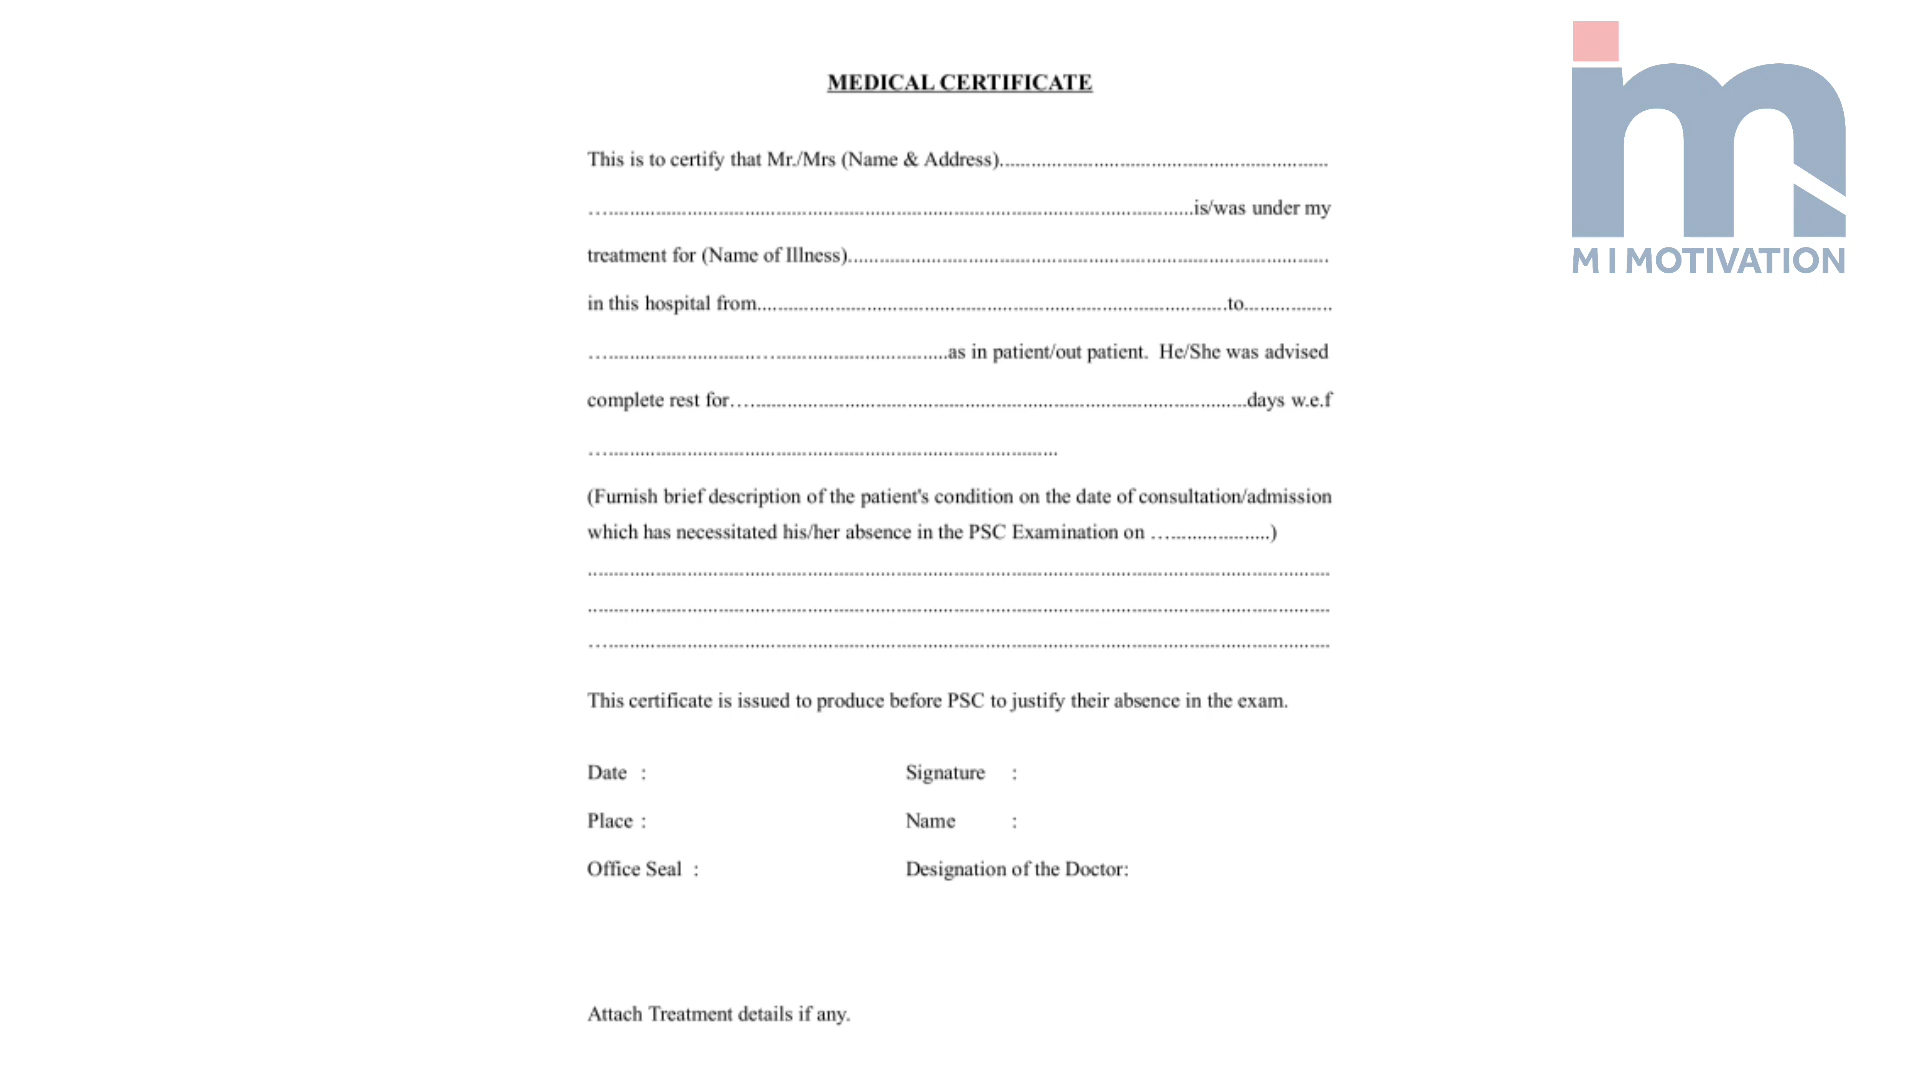 MEDICAL CERTIFICATE
This is to certify that Mr./Mrs (Name & Address)................................................................
....................................................................................................................is/was under my
treatment for (Name of Illness).............................................................................................
in this hospital from...........................................................................................to.................
......................................................................as in patient/out patient. He/She was advised
complete rest for....................................................................................................days w.e.f
...........................................................................................
(Furnish brief description of the patient's condition on the date of consultation/admission
which has necessitated his/her absence in the PSC Examination on .......................)
................................................................................................................................................
................................................................................................................................................
................................................................................................................................................
This certificate is issued to produce before PSC to justify their absence in the exam.
Date : Signature :
Place : Name :
Office Seal : Designation of the Doctor:
Attach Treatment details if any.
im
M I MOTIVATION